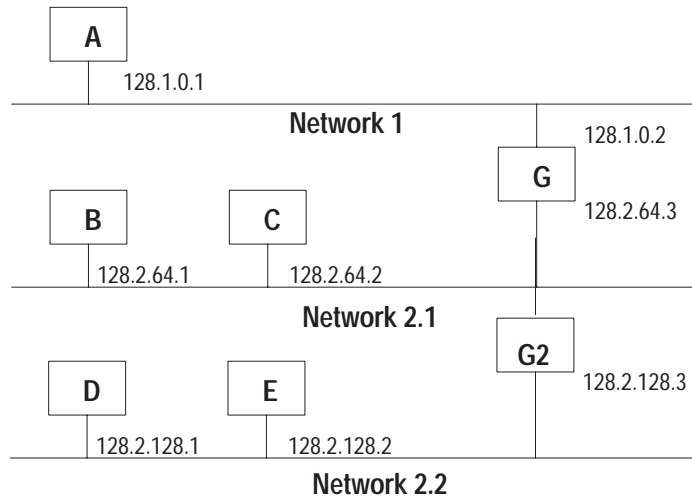 A
128.1.0.1
Network 1
128.1.0.2
G
128.2.64.3
B
C
128.2.64.1
128.2.64.2
Network 2.1
G2
128.2.128.3
D
E
128.2.128.1
128.2.128.2
Network 2.2